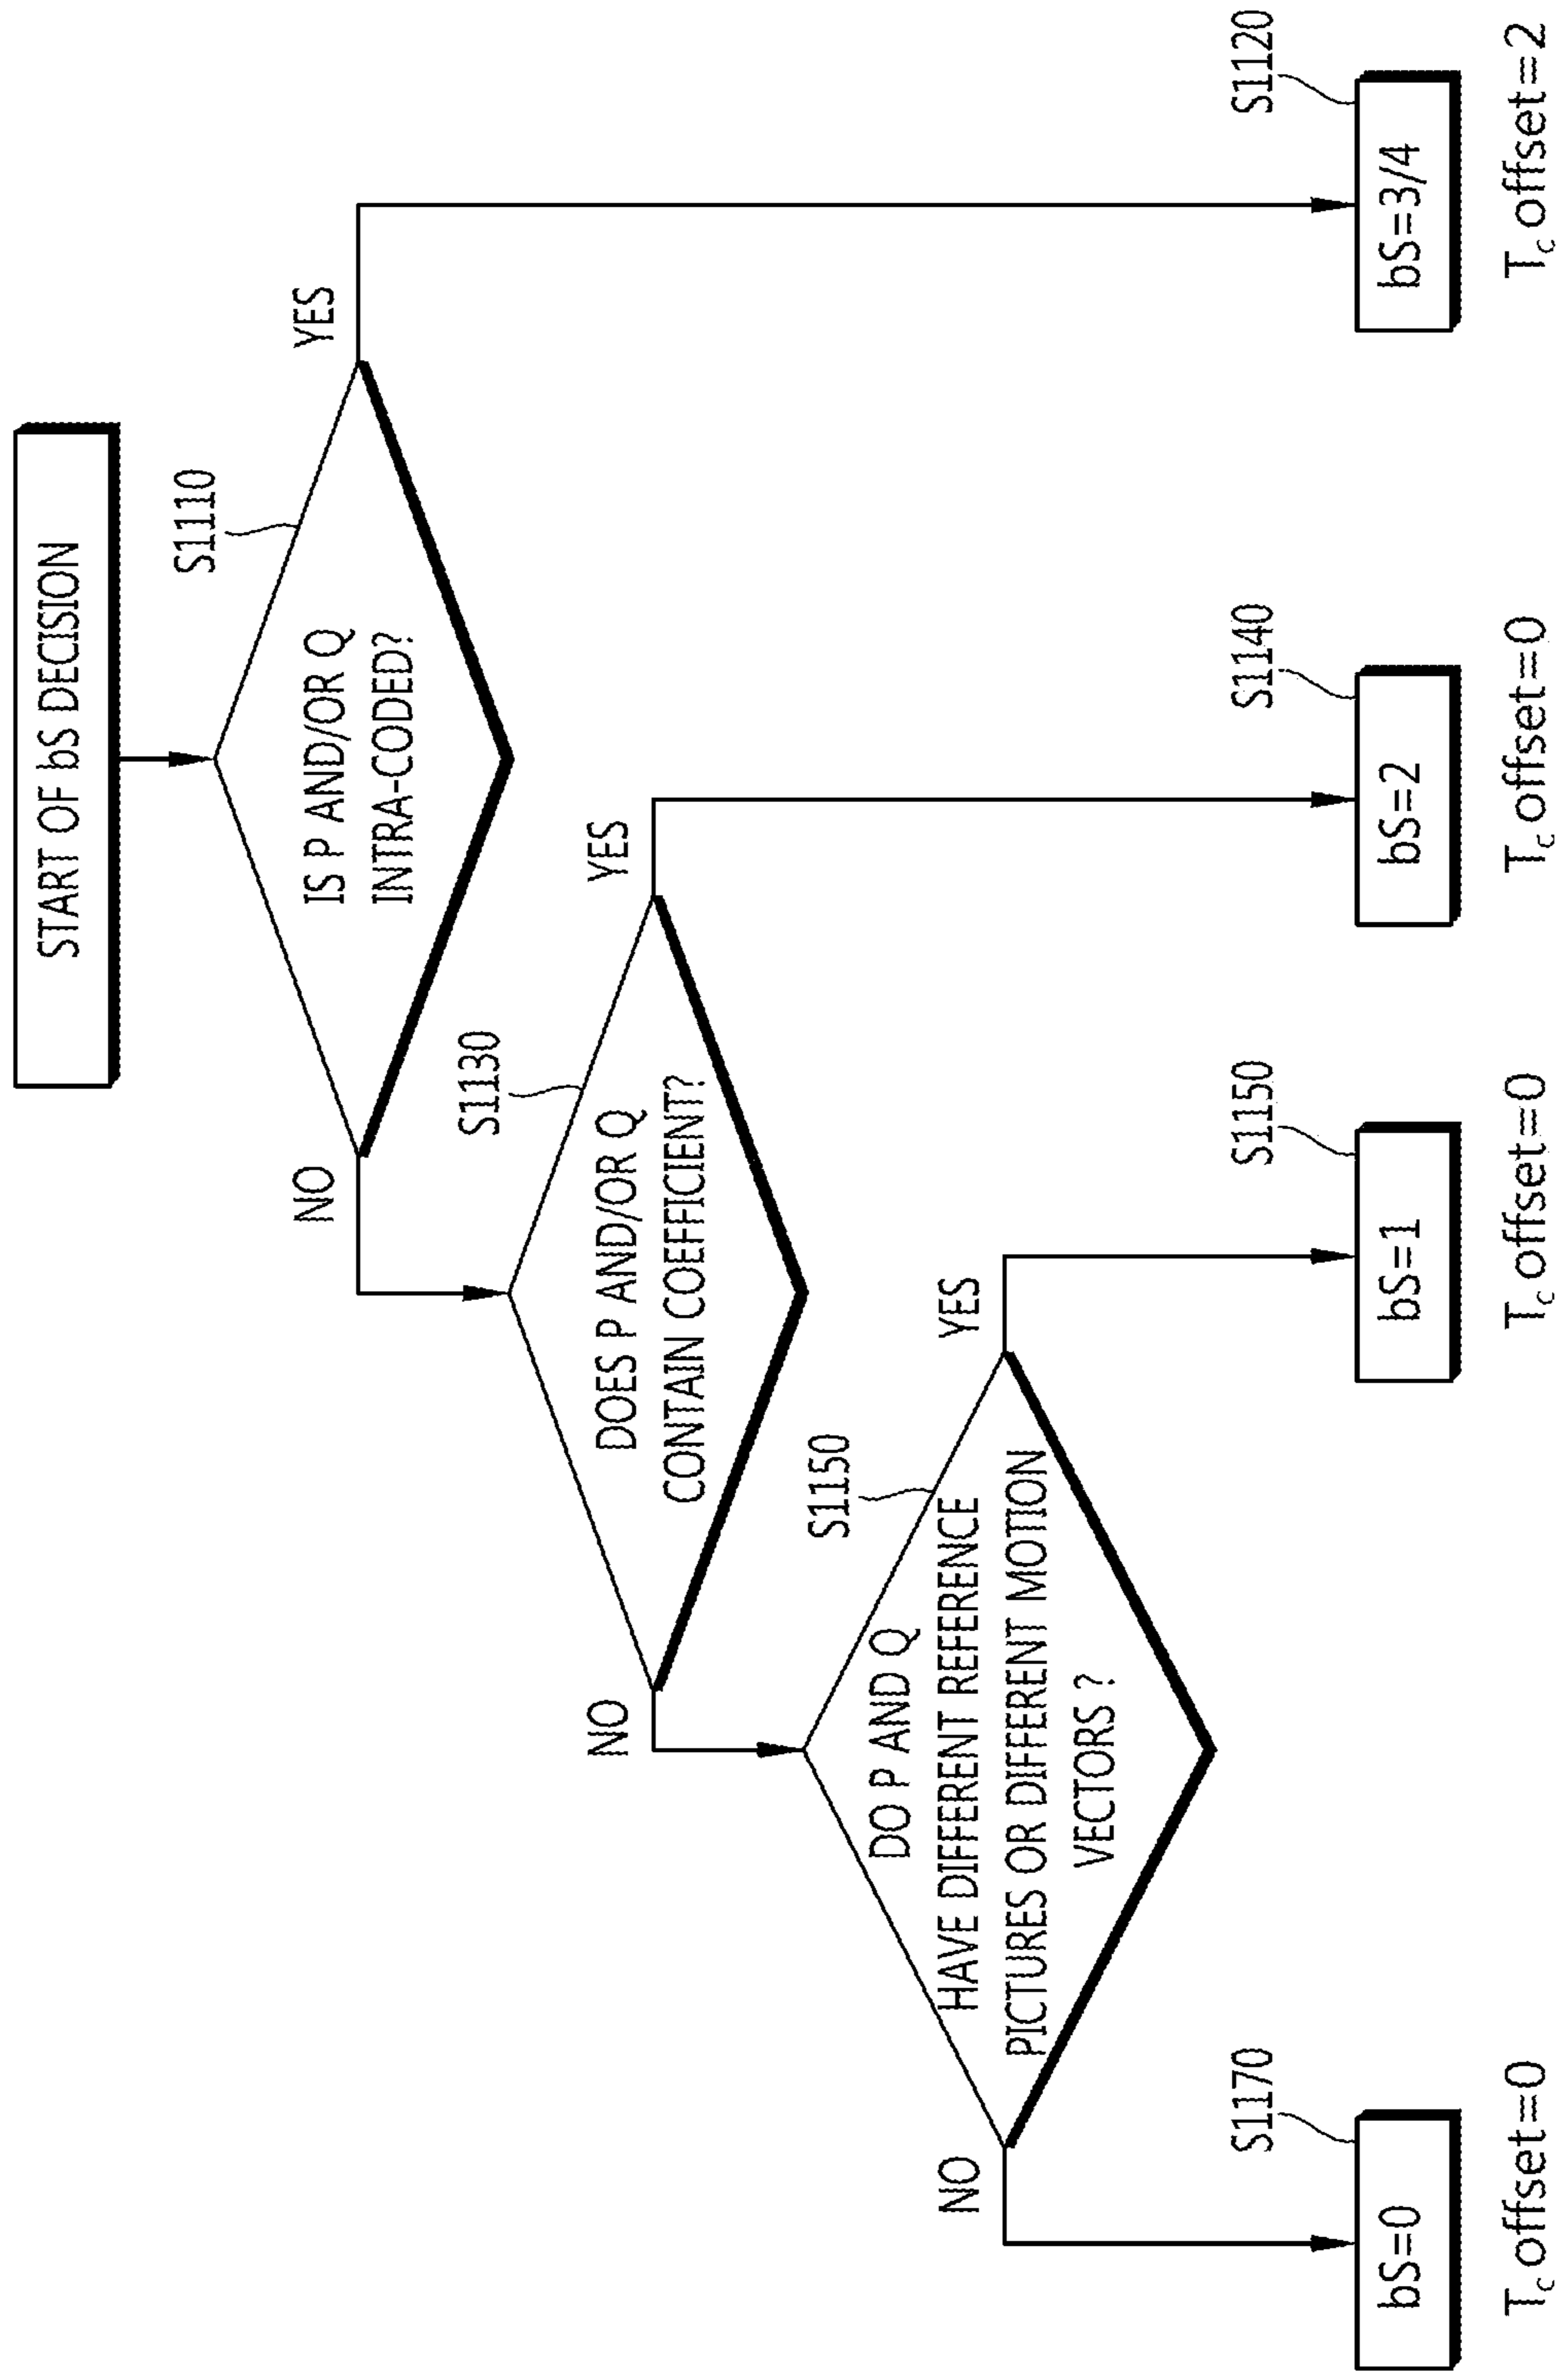 START OF bS DECISION
S1110
IS P AND/OR Q
INTRA-CODED?
YES
NO
S1130
DOES P AND/OR Q
CONTAIN COEFFICIENT?
YES
NO
S1150
DO P AND Q
HAVE DIFFERENT REFERENCE
PICTURES OR DIFFERENT MOTION
VECTORS ?
YES
NO
S1170
bS=0
Tc offset=0
S1150
bS=1
Tc offset=0
S1140
bS=2
Tc offset=0
S1120
bS=3/4
Tc offset=2